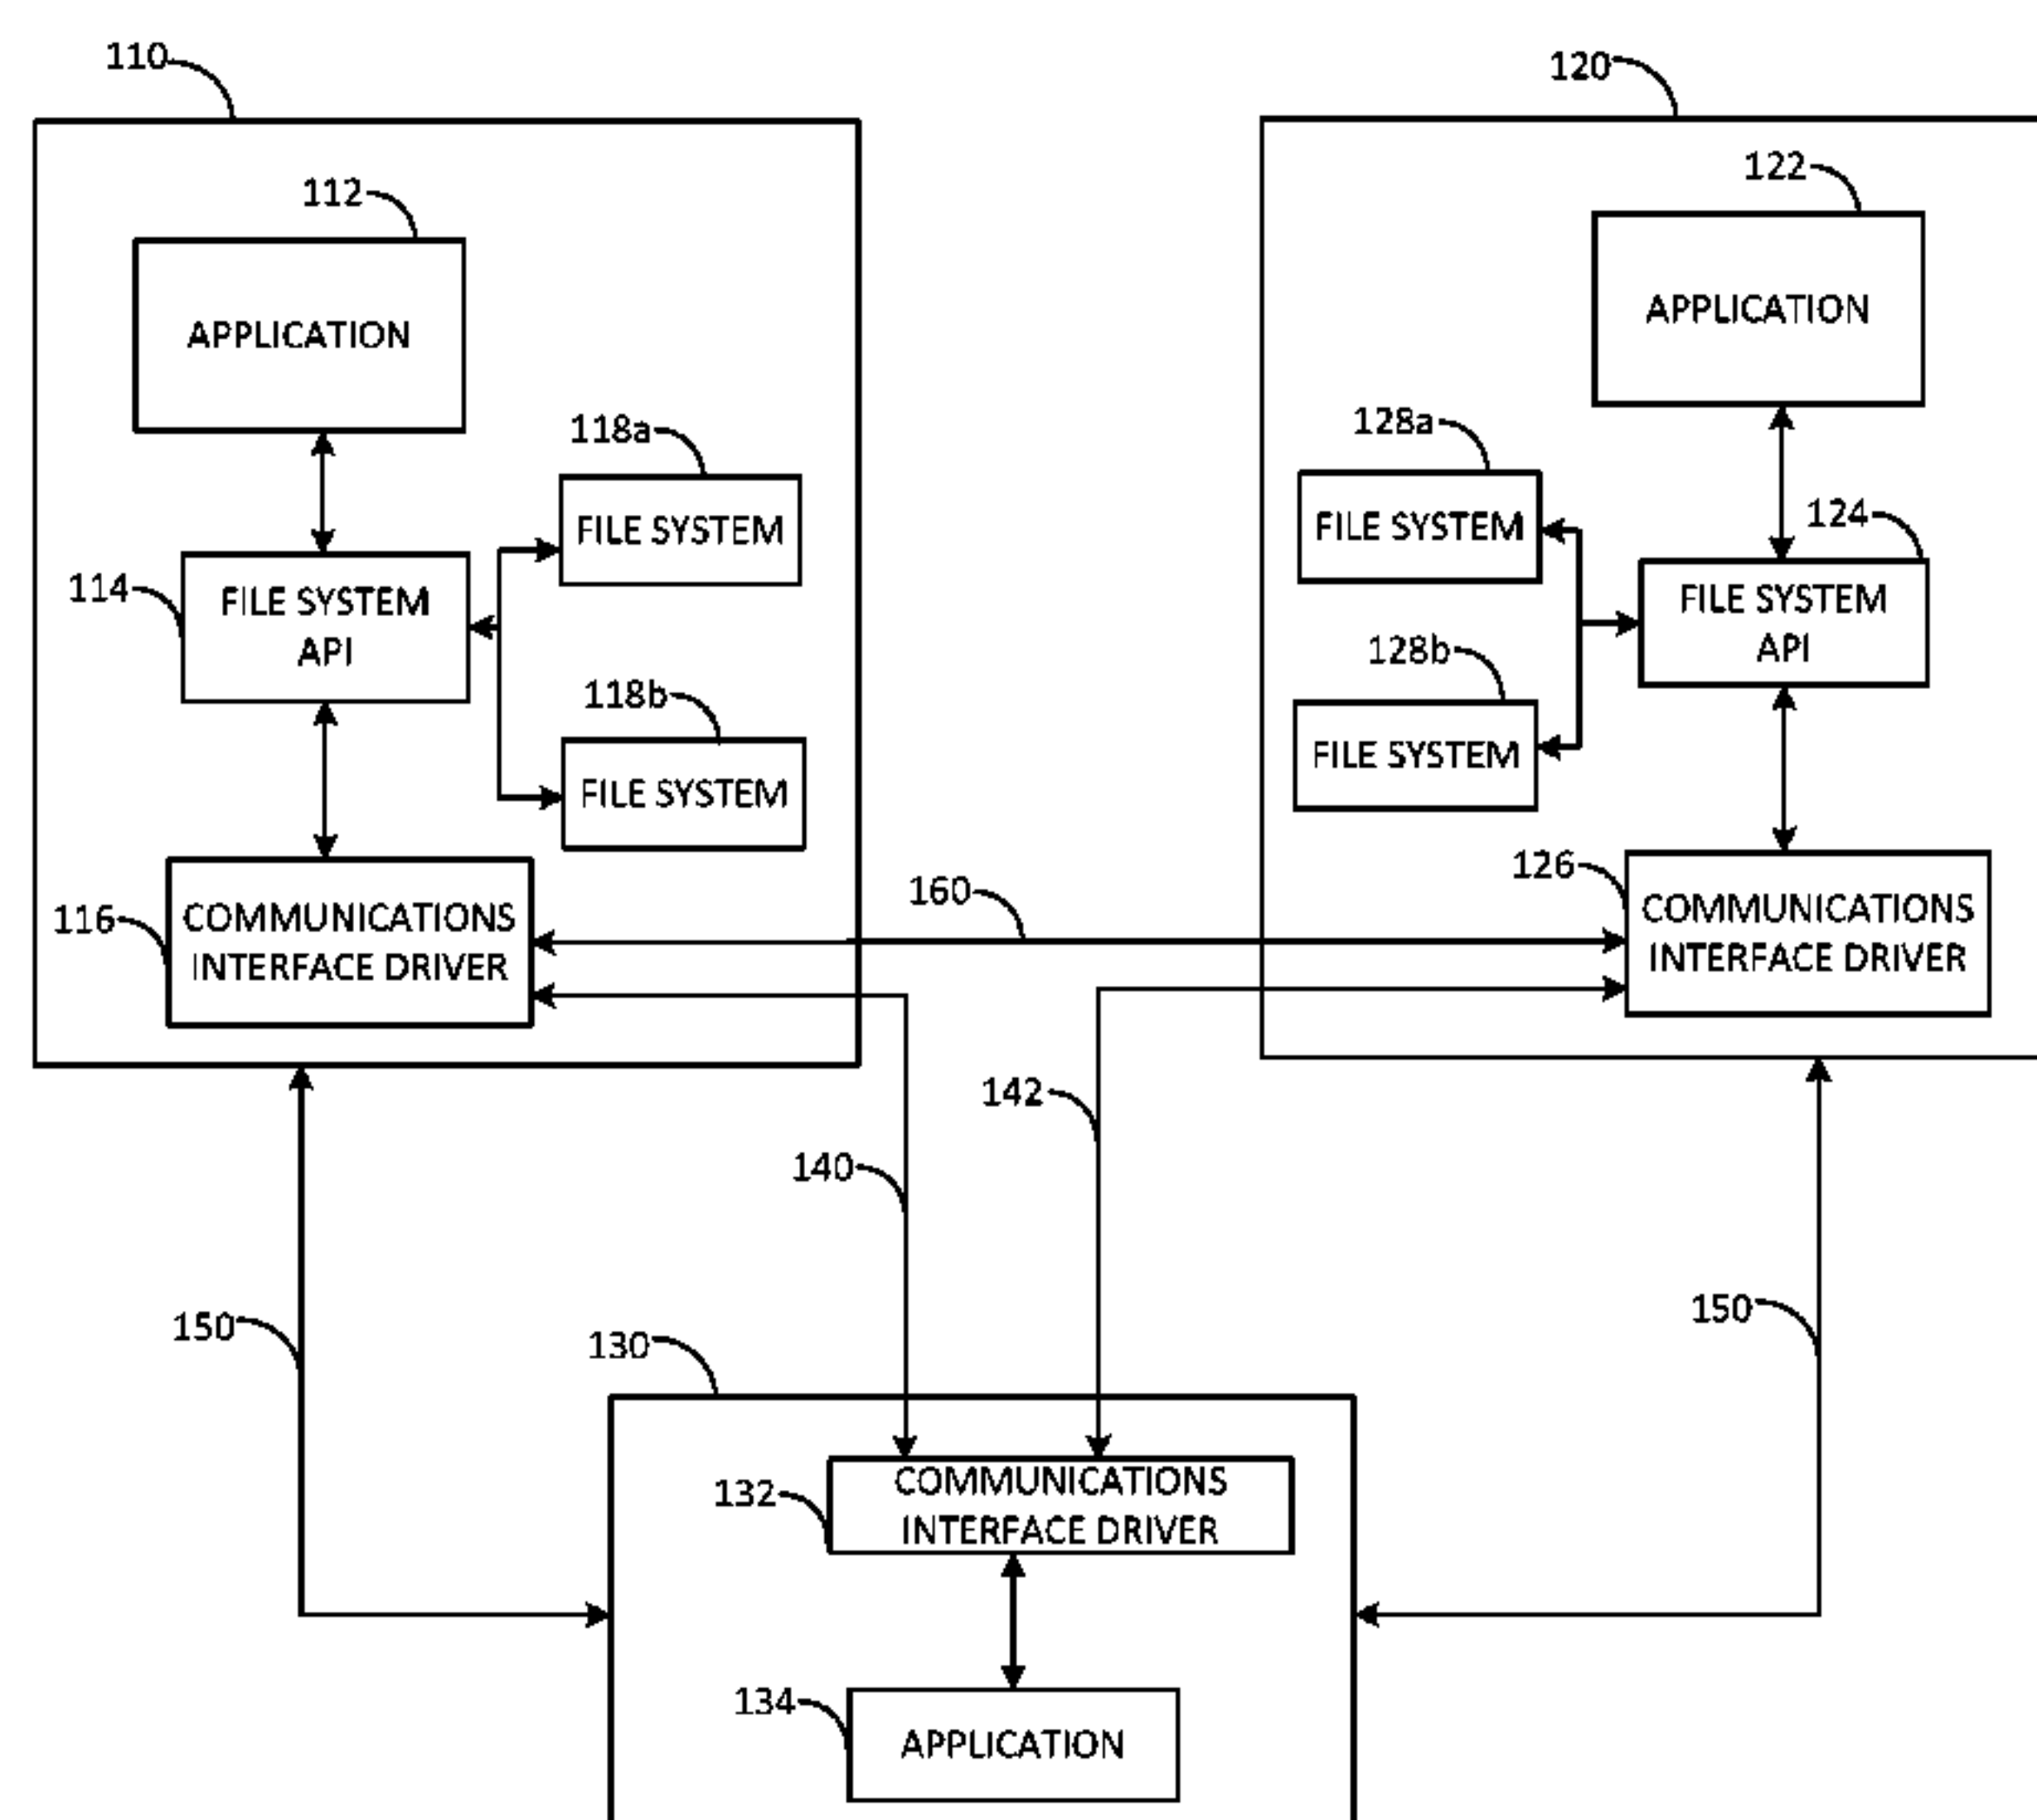 110
120
112
122
APPLICATION
APPLICATION
118a
128a
FILE SYSTEM
FILE SYSTEM
124
114
FILE SYSTEM
API
FILE SYSTEM
API
128b
118b
FILE SYSTEM
FILE SYSTEM
126
160
116
COMMUNICATIONS
INTERFACE DRIVER
COMMUNICATIONS
INTERFACE DRIVER
142
140
150
150
130
132
COMMUNICATIONS
INTERFACE DRIVER
134
APPLICATION